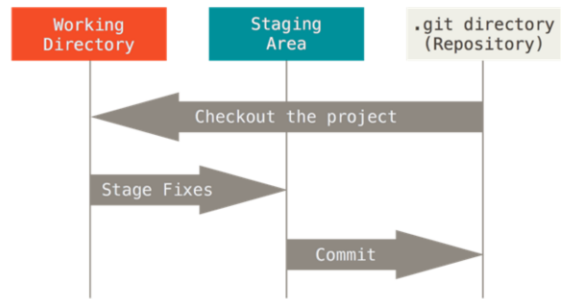 Working
Directory
Staging
Area
.git directory
(Repository)
Checkout the project
Stage Fixes
Commit